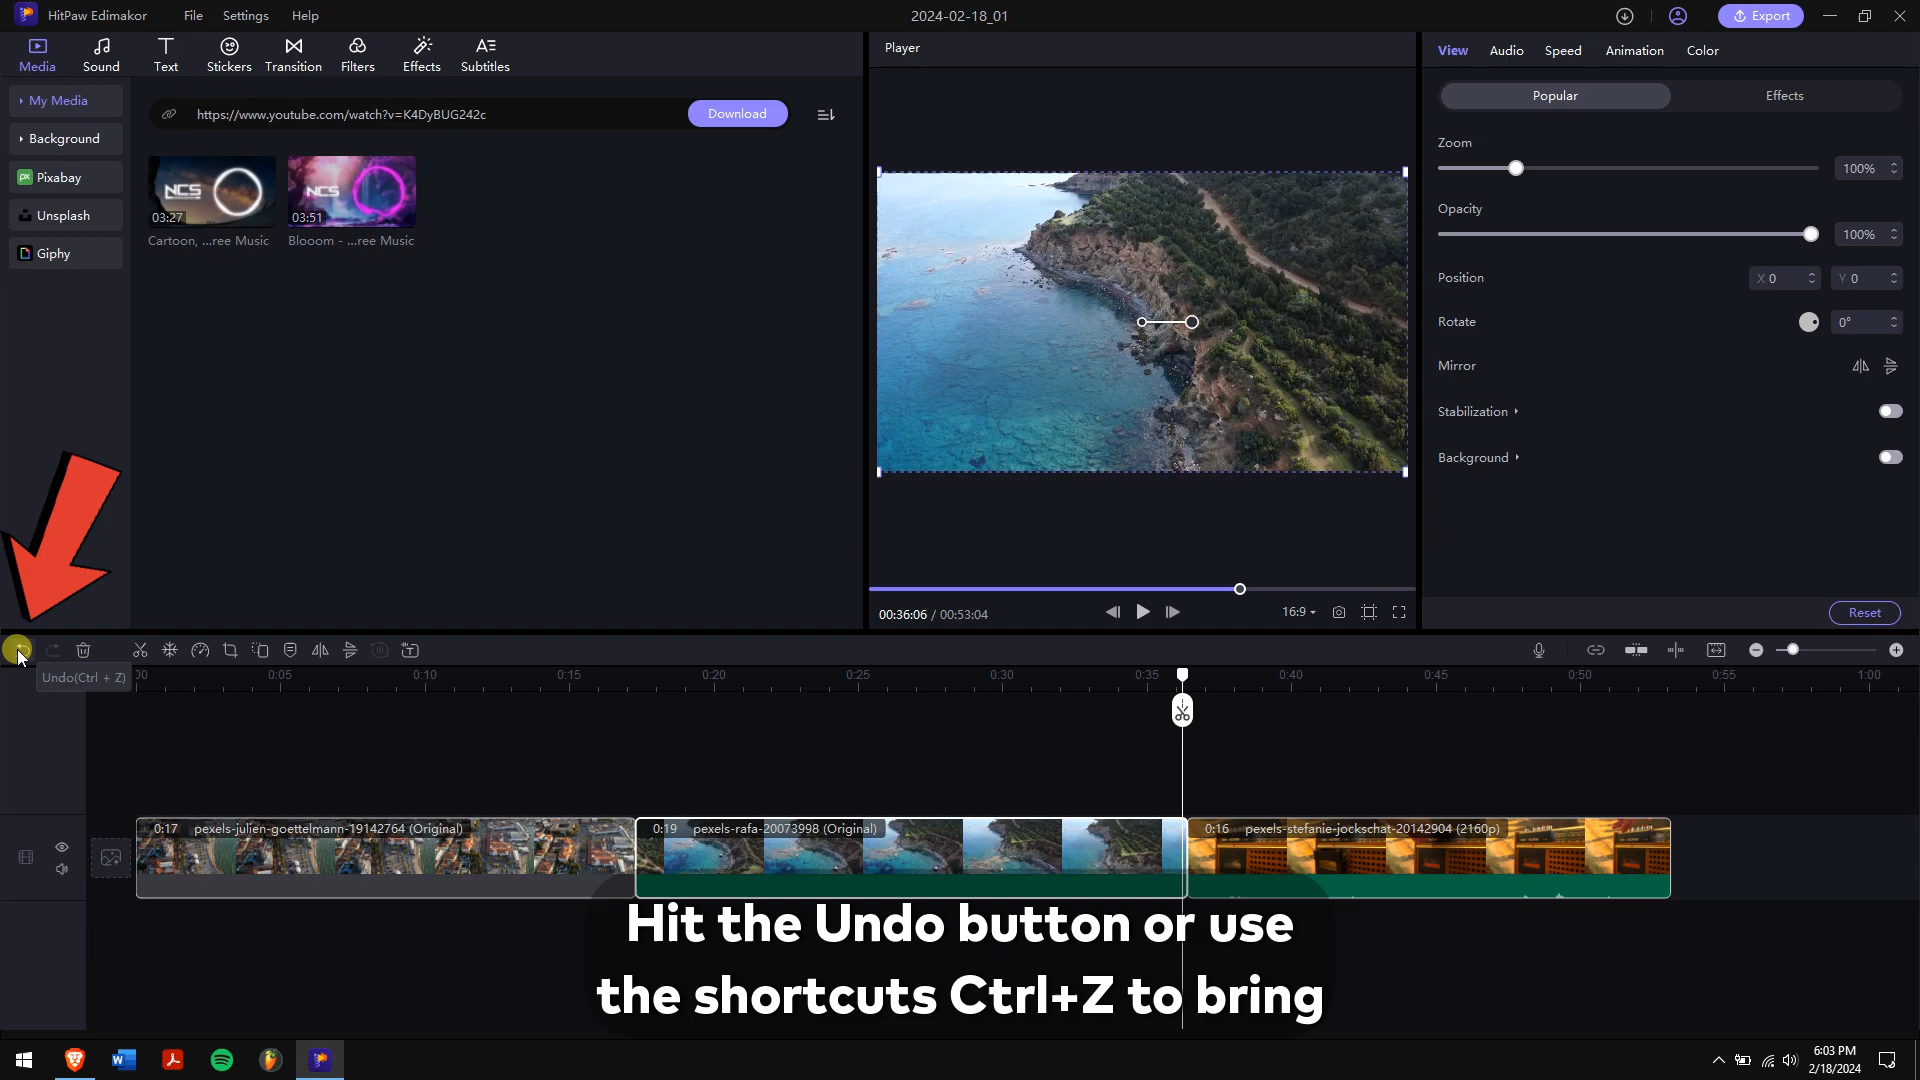 HitPaw Edimakor
File
Settings
Help
2024-02-18_01
Export
Media
Sound
Text
Stickers
Transition
Filters
Effects
Subtitles
Player
View
Audio
Speed
Animation
Color
My Media
Background
Pixabay
Unsplash
Giphy
https://www.youtube.com/watch?v=K4DyBUG242c
Download
NCS
03:27
Cartoon, ...ree Music
NCS
03:51
Blooom - ...ree Music
Popular
Effects
Zoom
100%
Opacity
100%
Position
X 0
Y 0
Rotate
0°
Mirror
Stabilization
Background
Reset
00:36:06 / 00:53:04
16:9
Undo(Ctrl + Z)
00
0:05
0:10
0:15
0:20
0:25
0:30
0:35
0:40
0:45
0:50
0:55
1:00
0:17 pexels-julien-goettelmann-19142764 (Original)
0:19 pexels-rafa-20073998 (Original)
0:16 pexels-stefanie-jockschat-20142904 (2160p)
Hit the Undo button or use
the shortcuts Ctrl+Z to bring
6:03 PM
2/18/2024